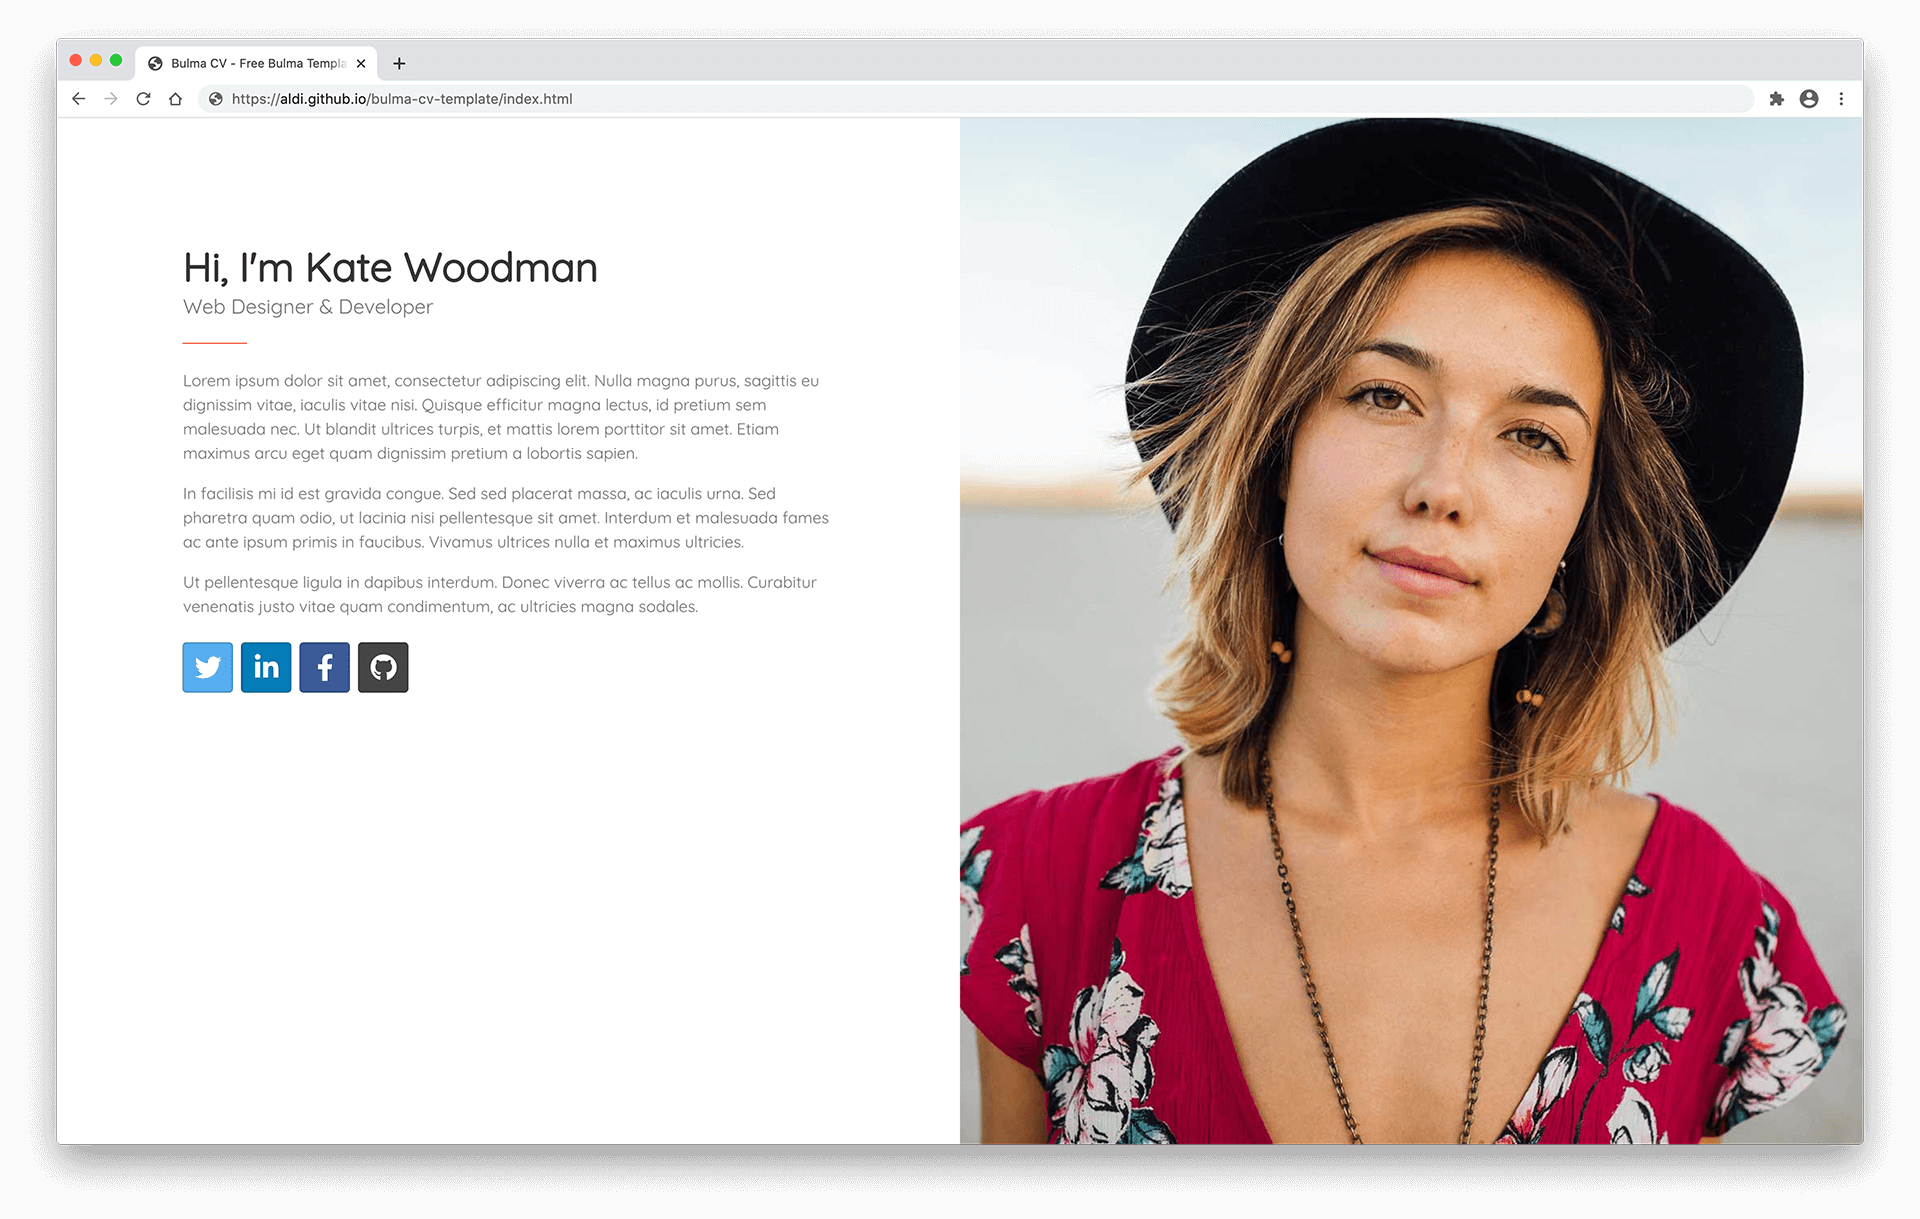 Bulma CV - Free Bulma Templa
https://aldi.github.io/bulma-cv-template/index.html
Hi, I'm Kate Woodman
Web Designer & Developer
Lorem ipsum dolor sit amet, consectetur adipiscing elit. Nulla magna purus, sagittis eu
dignissim vitae, iaculis vitae nisi. Quisque efficitur magna lectus, id pretium sem
malesuada nec. Ut blandit ultrices turpis, et mattis lorem porttitor sit amet. Etiam
maximus arcu eget quam dignissim pretium a lobortis sapien.
In facilisis mi id est gravida congue. Sed sed placerat massa, ac iaculis urna. Sed
pharetra quam odio, ut lacinia nisi pellentesque sit amet. Interdum et malesuada fames
ac ante ipsum primis in faucibus. Vivamus ultrices nulla et maximus ultricies.
Ut pellentesque ligula in dapibus interdum. Donec viverra ac tellus ac mollis. Curabitur
venenatis justo vitae quam condimentum, ac ultricies magna sodales.
in
f